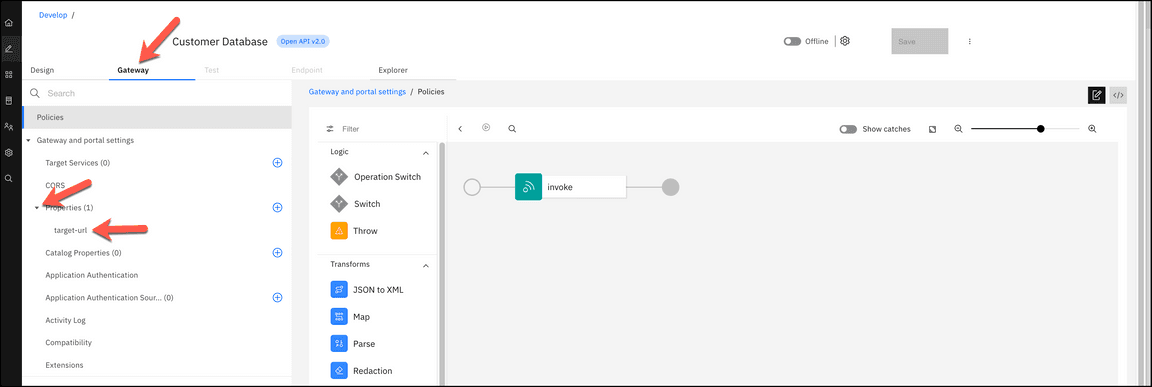 Develop /
Customer Database Open API v2.0 Offline Save
Design Gateway Test Endpoint Explorer
Search
Policies
Gateway and portal settings
Target Services (0)
CORS
Properties (1)
target-url
Catalog Properties (0)
Application Authentication
Application Authentication Sour... (0)
Activity Log
Compatibility
Extensions
Gateway and portal settings / Policies
</>
Filter
Show catches
Logic
Operation Switch
Switch
Throw
Transforms
JSON to XML
Map
Parse
Redaction
invoke